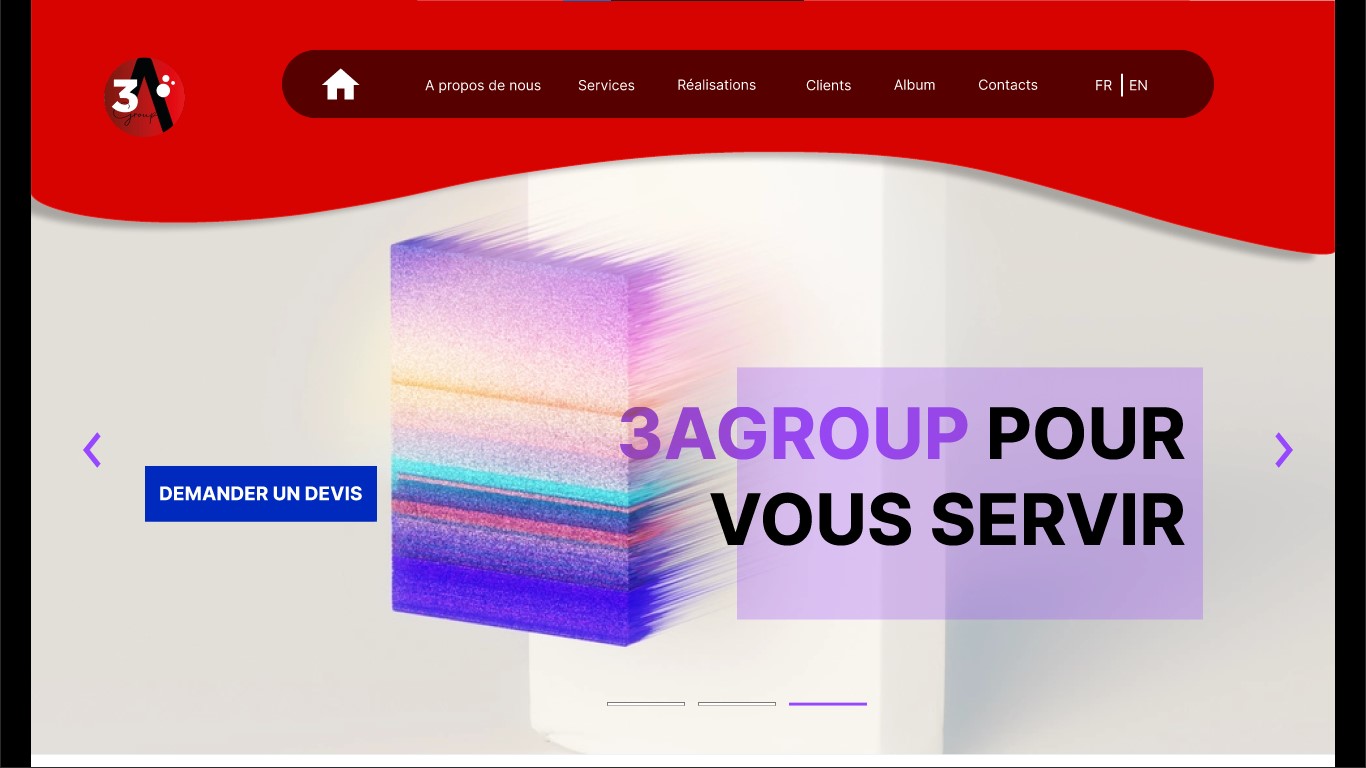 3A
Group
A propos de nous
Services
Réalisations
Clients
Album
Contacts
FR | EN
3AGROUP POUR
VOUS SERVIR
DEMANDER UN DEVIS